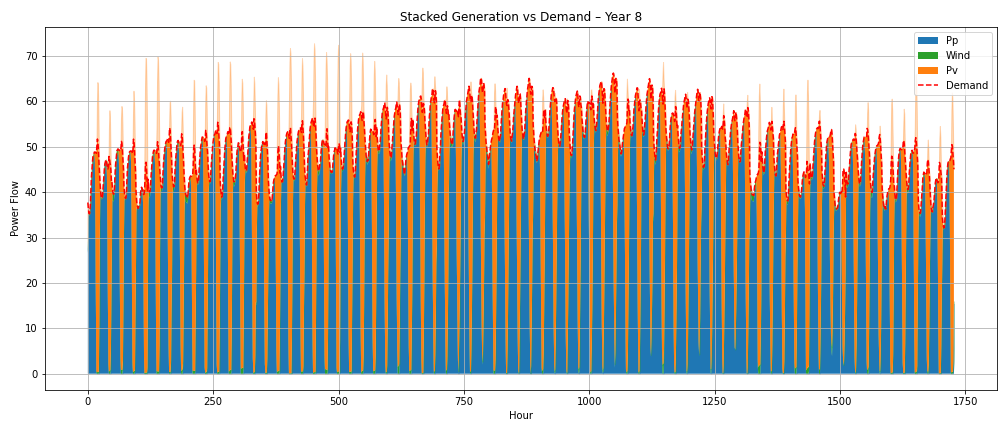 Stacked Generation vs Demand – Year 8
Power Flow
70
60
50
40
30
20
10
0
Pp
Wind
Pv
Demand
0
250
500
750
1000
1250
1500
1750
Hour